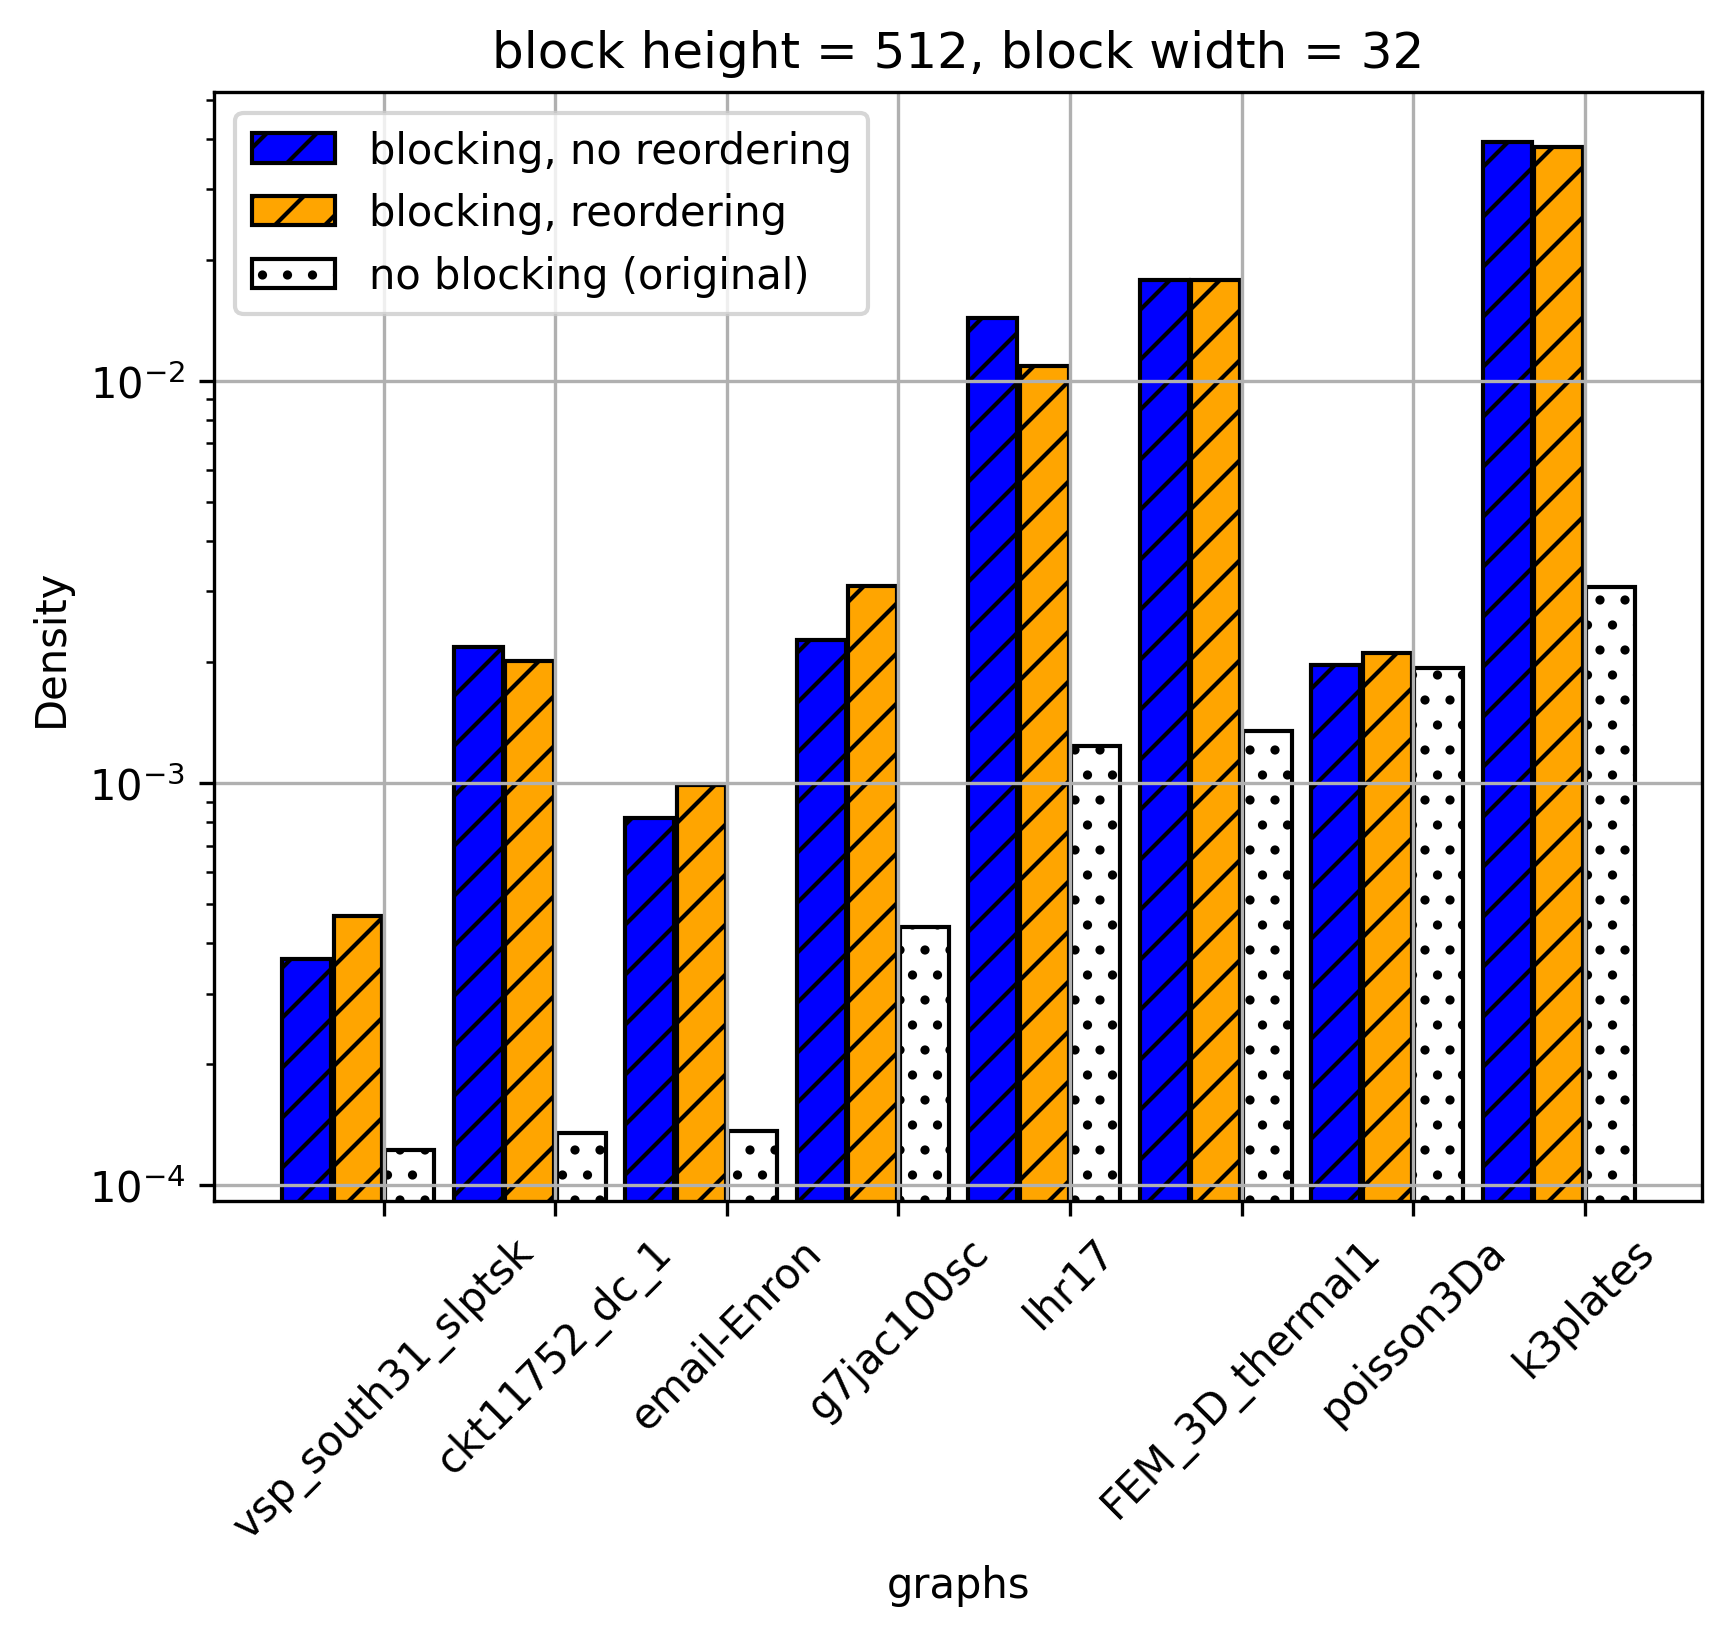 block height = 512, block width = 32
blocking, no reordering
blocking, reordering
no blocking (original)
Density
10⁻²
10⁻³
10⁻⁴
vsp_south31_slptsk
ckt11752_dc_1
email-Enron
g7jac100sc
lhr17
FEM_3D_thermal1
poisson3Da
k3plates
graphs